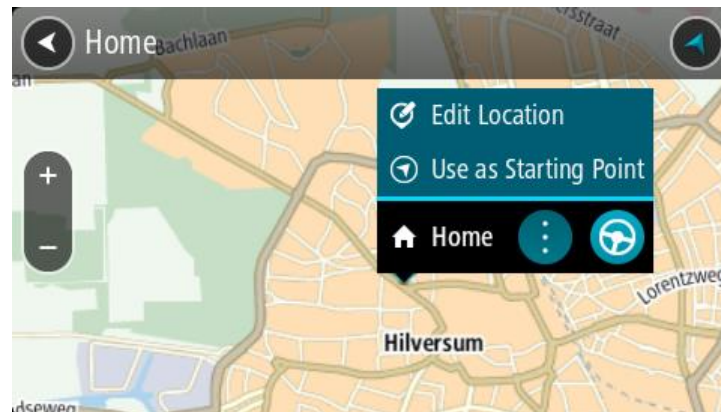 Home
Bachlaan
Edit Location
Use as Starting Point
Home
Lorentzweg
Hilversum